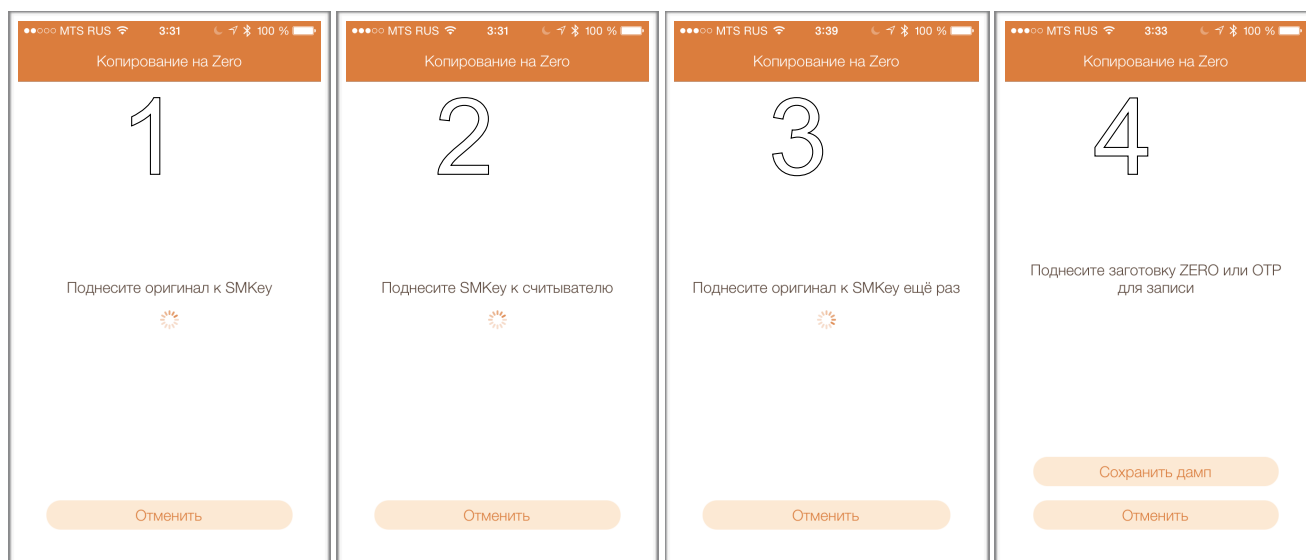 MTS RUS 3:31 100 %
Копирование на Zero
1
Поднесите оригинал к SMKey
Отменить
MTS RUS 3:31 100 %
Копирование на Zero
2
Поднесите SMKey к считывателю
Отменить
MTS RUS 3:39 100 %
Копирование на Zero
3
Поднесите оригинал к SMKey ещё раз
Отменить
MTS RUS 3:33 100 %
Копирование на Zero
4
Поднесите заготовку ZERO или OTP
для записи
Сохранить дамп
Отменить